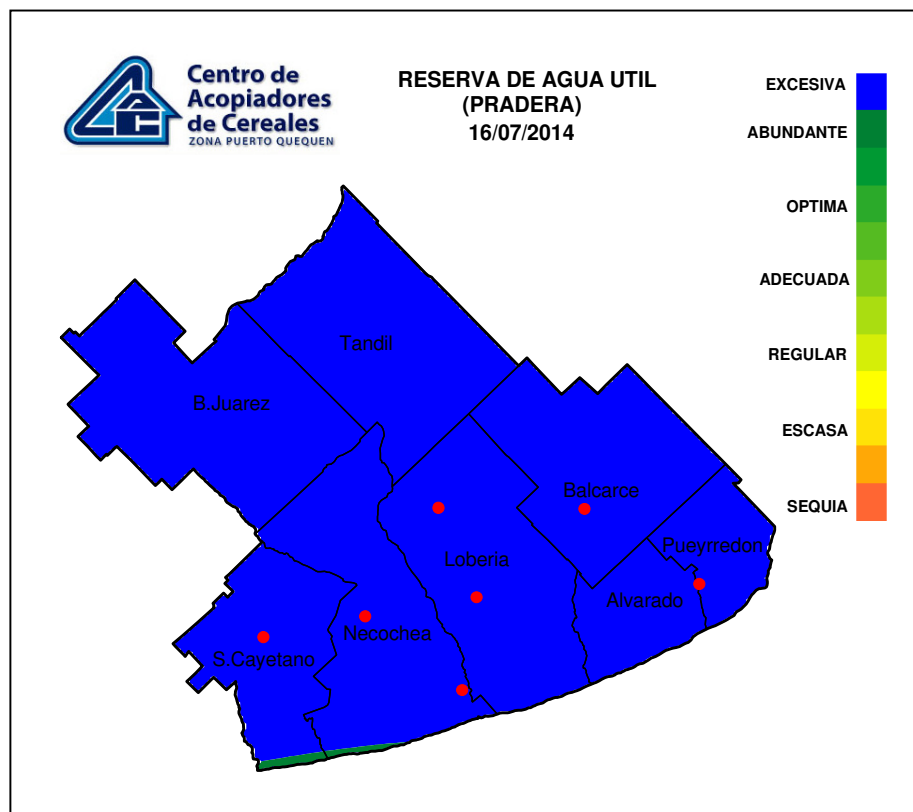 Centro de
Acopiadores
de Cereales
ZONA PUERTO QUEQUEN
RESERVA DE AGUA UTIL
(PRADERA)
16/07/2014
EXCESIVA
ABUNDANTE
OPTIMA
ADECUADA
REGULAR
ESCASA
SEQUIA
Tandil
B.Juarez
Balcarce
Pueyrredon
Loberia
Alvarado
Necochea
S.Cayetano